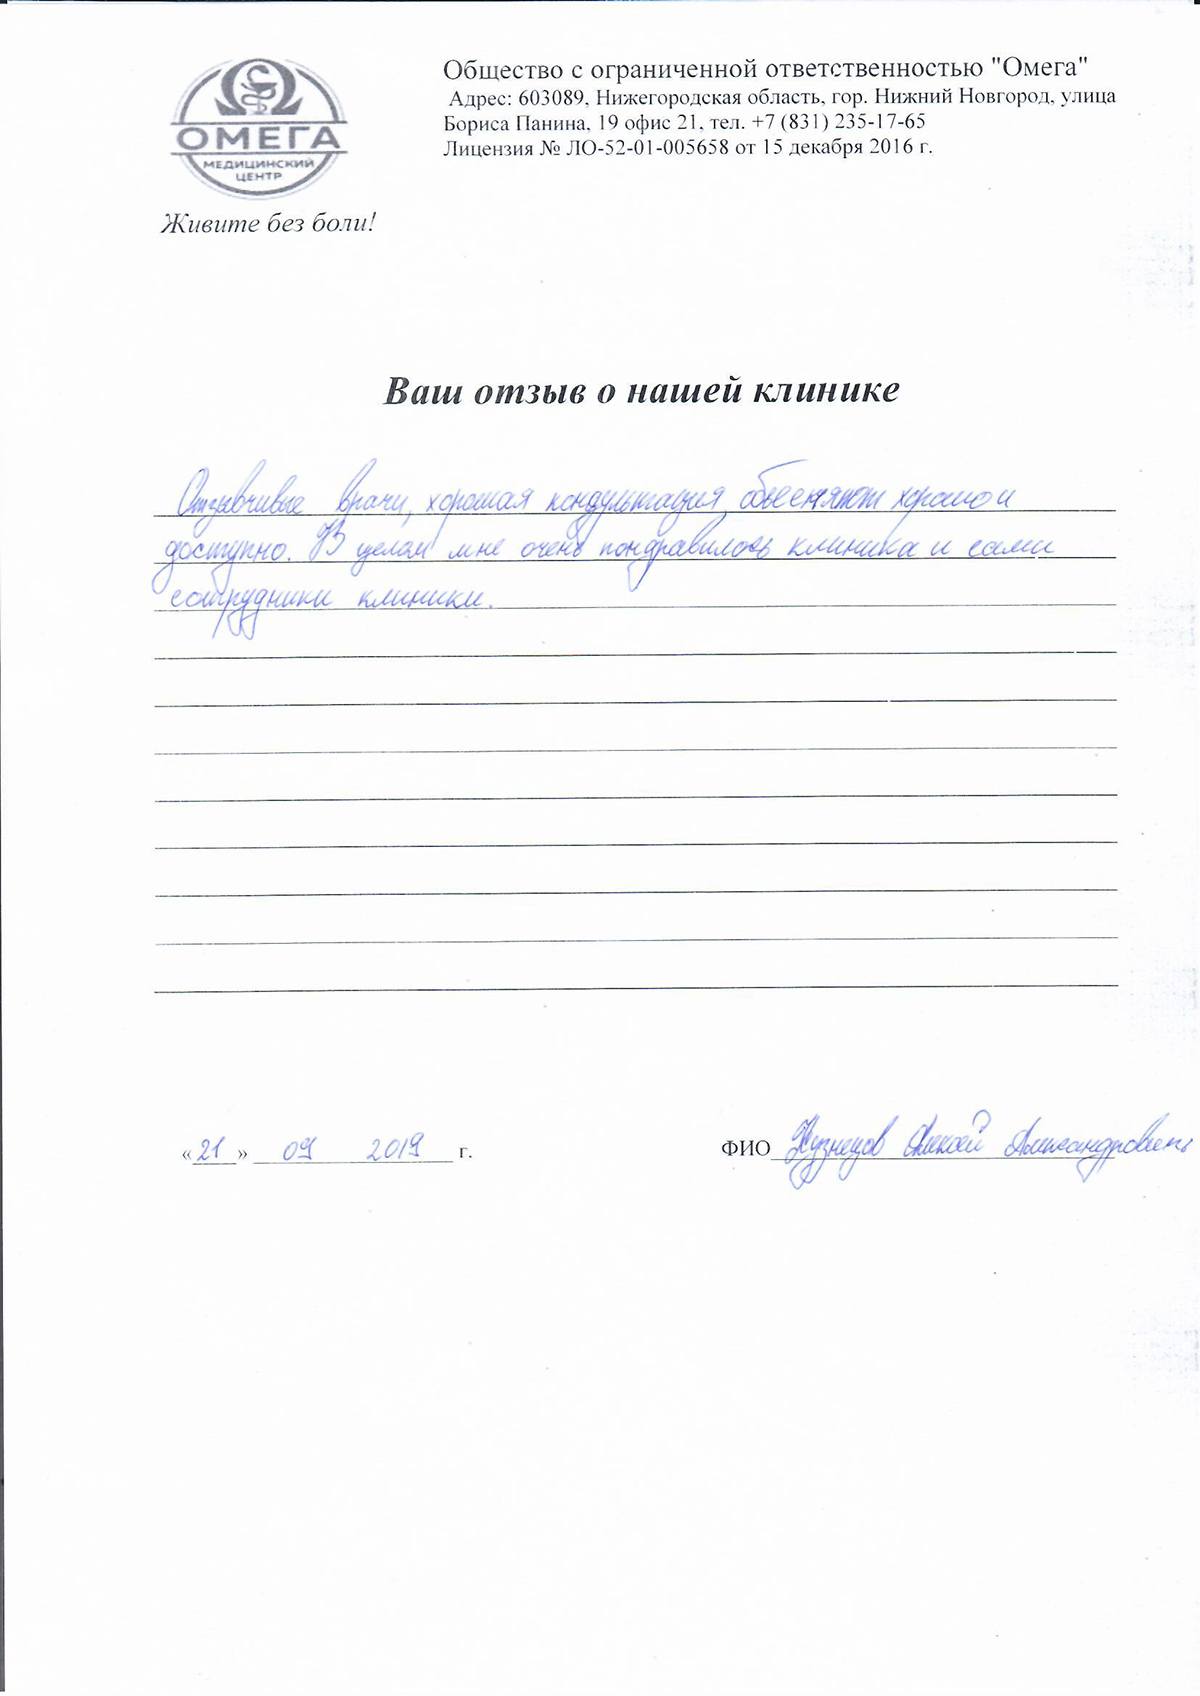 ОМЕГА
МЕДИЦИНСКИЙ
ЦЕНТР
Живите без боли!
Общество с ограниченной ответственностью "Омега"
Адрес: 603089, Нижегородская область, гор. Нижний Новгород, улица
Бориса Панина, 19 офис 21, тел. +7 (831) 235-17-65
Лицензия № ЛО-52-01-005658 от 15 декабря 2016 г.
Ваш отзыв о нашей клинике
Отзывчивые врачи, хорошая кондультация, обьесняют хорошо и
доступно. В целом мне очень пондравилось клиника и сами
сотрудники клиники.
«21» 09 2019 г.
ФИО Кузнецов Алексей Александрович